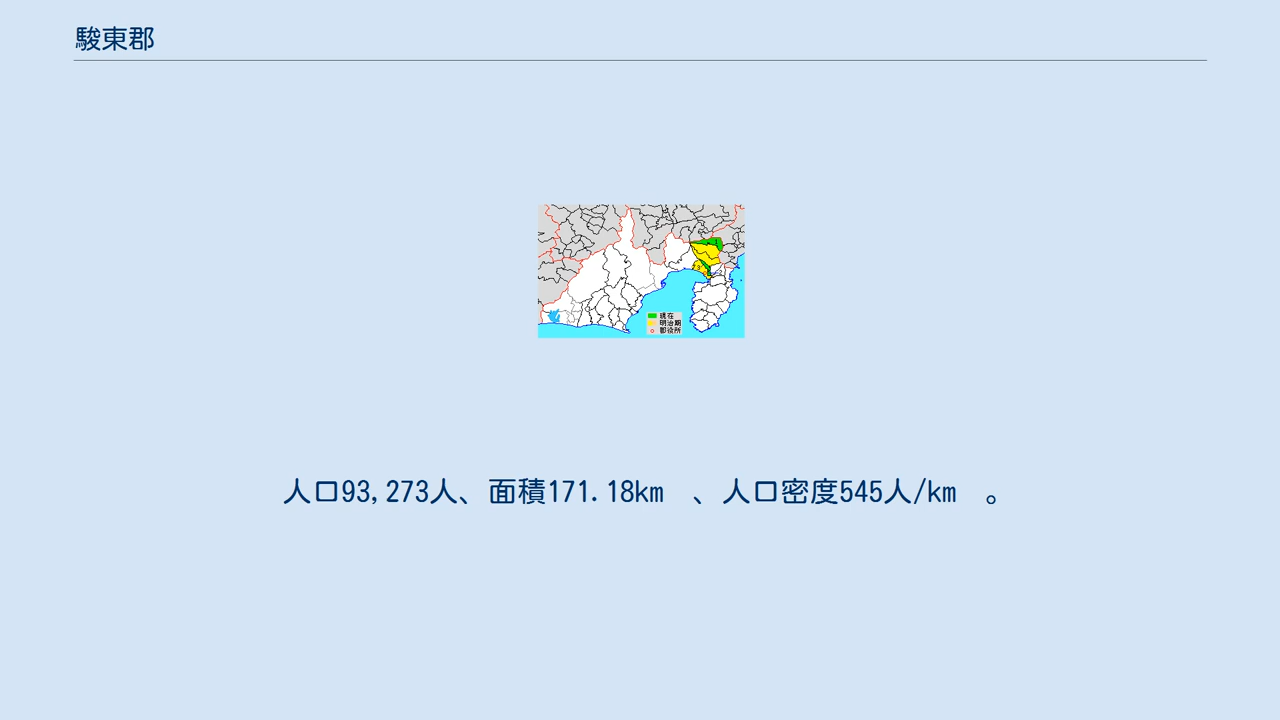 駿東郡
現在
明治期
郡役所
人口93,273人、面積171.18km　、人口密度545人/km　。